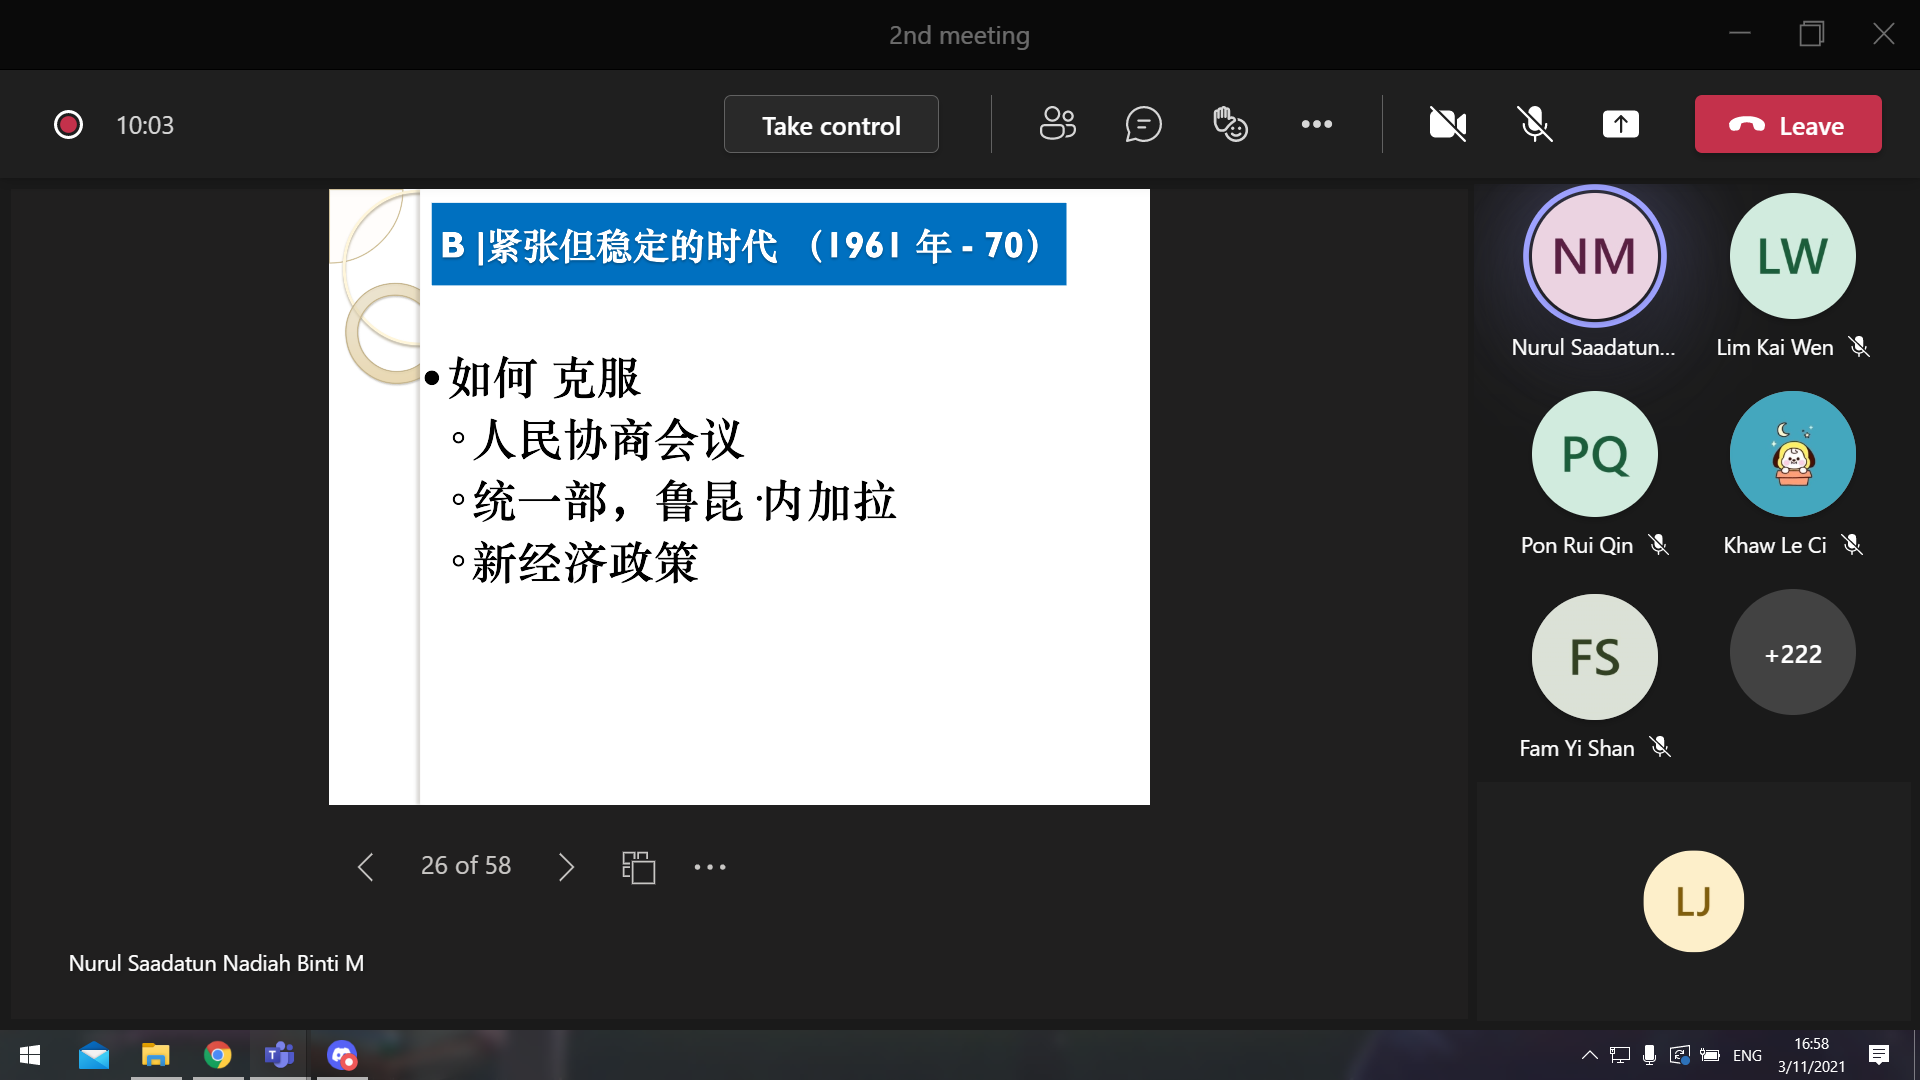 2nd meeting
10:03
Take control
Leave
B |紧张但稳定的时代 （1961 年 - 70）
•如何 克服
◦人民协商会议
◦统一部，鲁昆 ·内加拉
◦新经济政策
NM
Nurul Saadatun...
LW
Lim Kai Wen
PQ
Pon Rui Qin
Khaw Le Ci
FS
Fam Yi Shan
+222
LJ
26 of 58
Nurul Saadatun Nadiah Binti M
ENG
16:58
3/11/2021